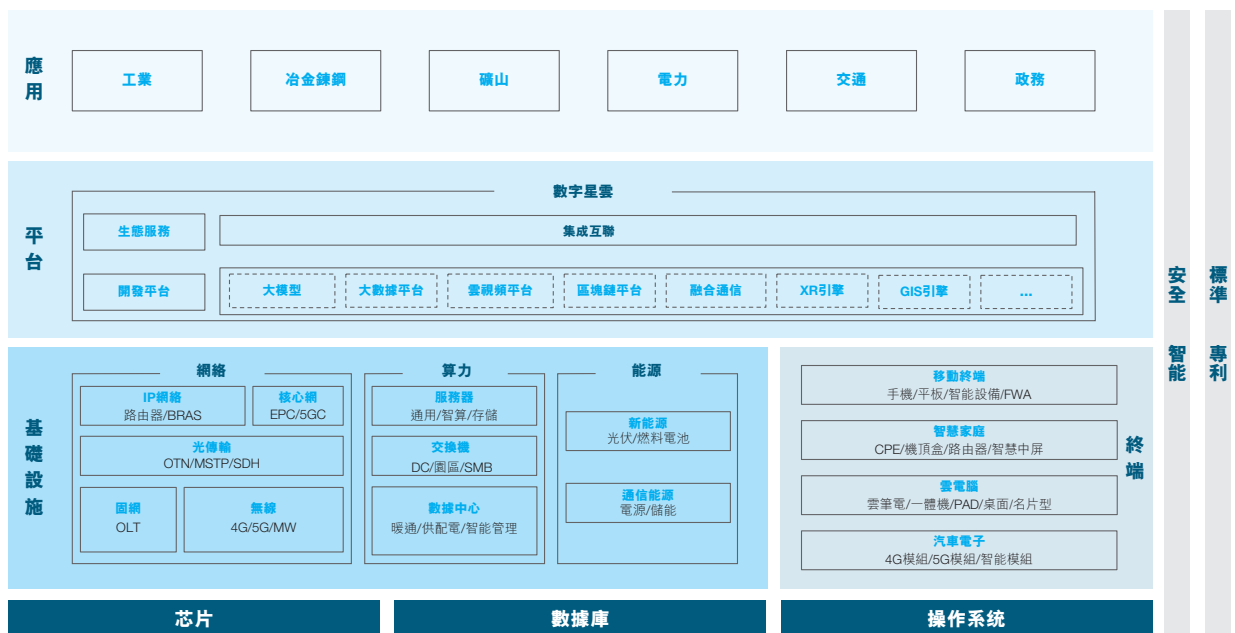 應用
工業
冶金鍊鋼
礦山
電力
交通
政務
平台
數字星雲
生態服務
集成互聯
開發平台
大模型
大數據平台
雲視頻平台
區塊鏈平台
融合通信
XR引擎
GIS引擎
...
基礎設施
網絡
IP網絡
路由器/BRAS
核心網
EPC/5GC
光傳輸
OTN/MSTP/SDH
固網
OLT
無線
4G/5G/MW
算力
服務器
通用/智算/存儲
交換機
DC/園區/SMB
數據中心
暖通/供配電/智能管理
能源
新能源
光伏/燃料電池
通信能源
電源/儲能
移動終端
手機/平板/智能設備/FWA
智慧家庭
CPE/機頂盒/路由器/智慧中屏
雲電腦
雲筆電/一體機/PAD/桌面/名片型
汽車電子
4G模組/5G模組/智能模組
終端
芯片
數據庫
操作系统
安全
智能
標準
專利